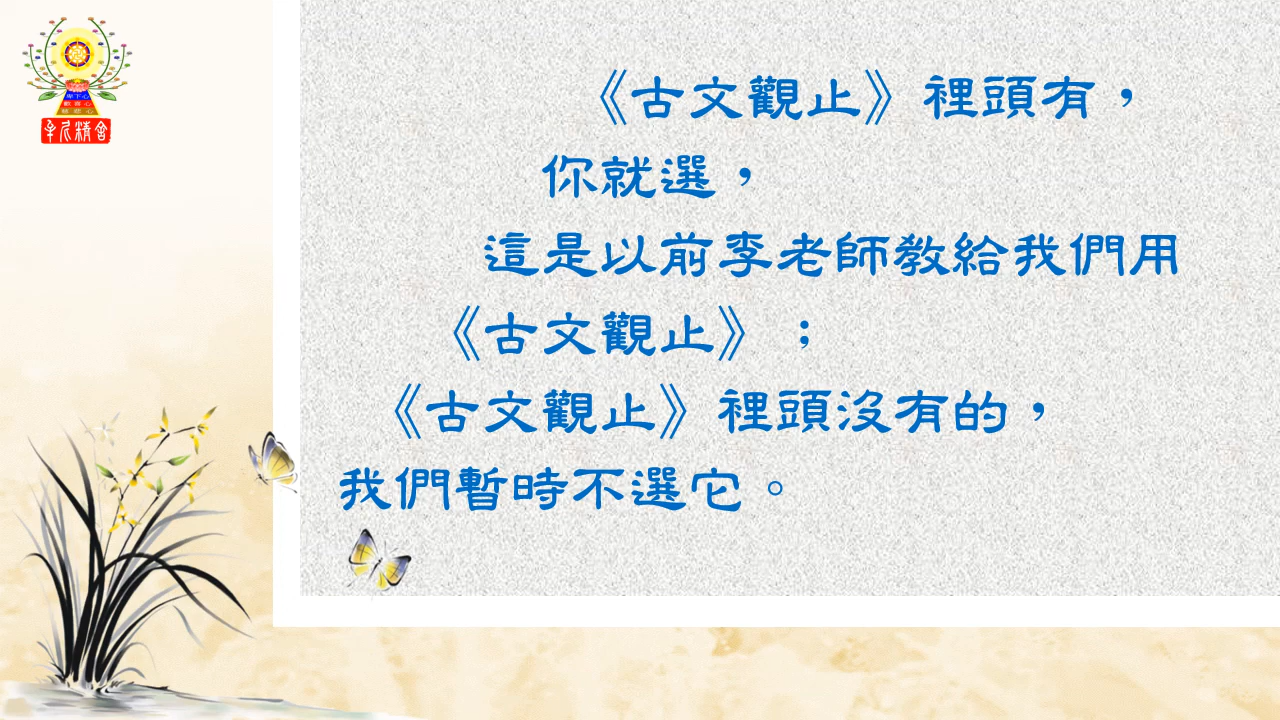 《古文觀止》裡頭有，
你就選，
這是以前李老師教給我們用
《古文觀止》；
《古文觀止》裡頭沒有的，
我們暫時不選它。